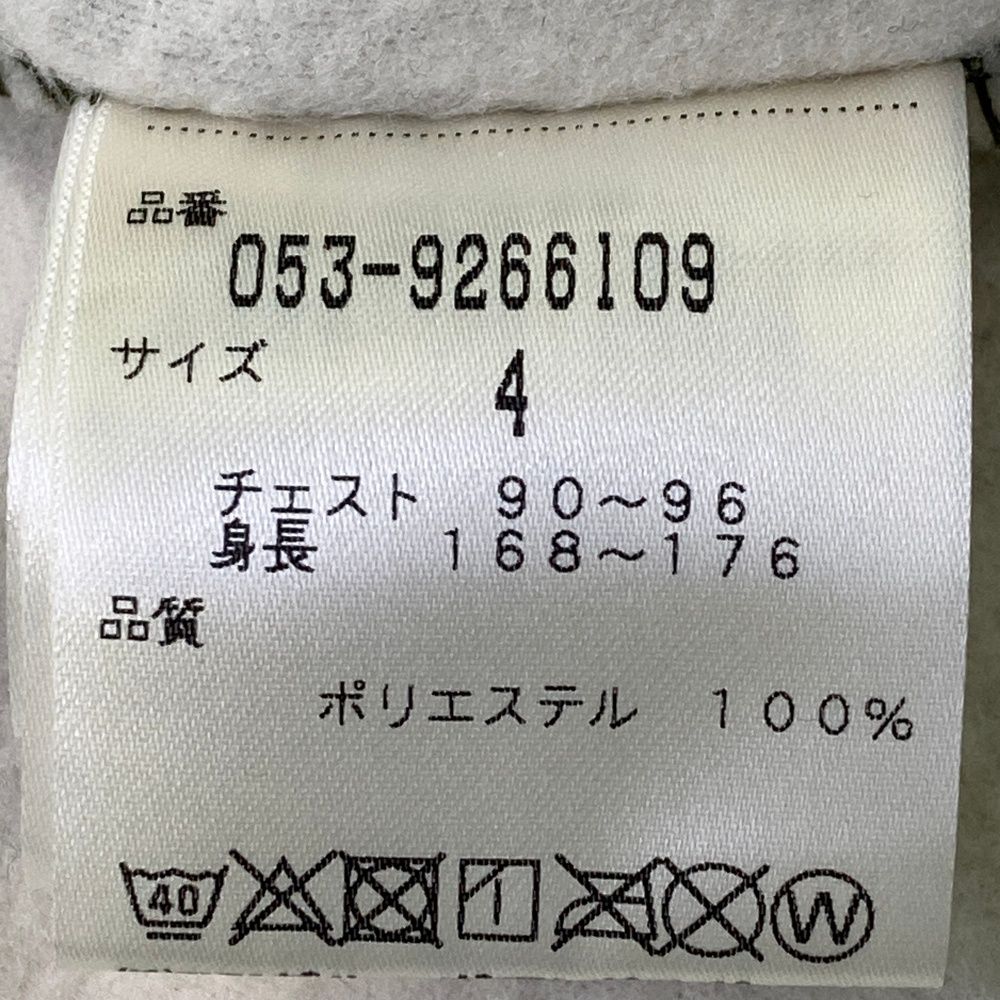 品番
053-9266109
サイズ
4
チェスト 90～96
身長 168～176
品質
ポリエステル 100%
40
W